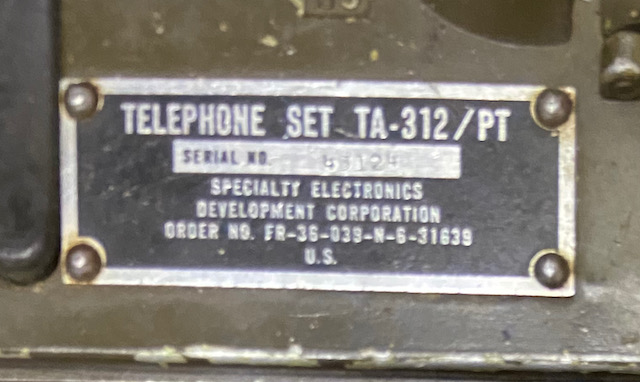 TELEPHONE SET TA-312/PT
SERIAL NO.
SPECIALTY ELECTRONICS
DEVELOPMENT CORPORATION
ORDER NO. FR-36-039-N-6-31639
U.S.